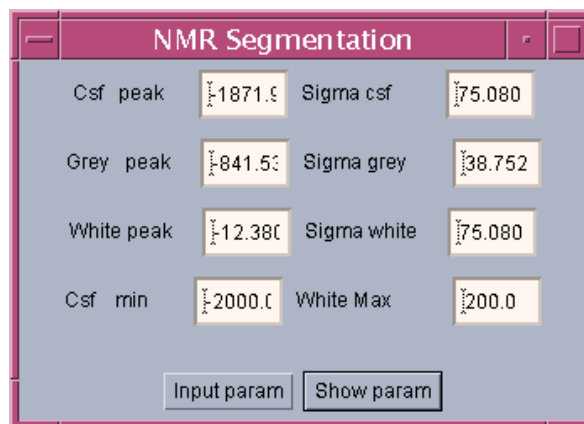 NMR Segmentation
Csf peak -1871.9 Sigma csf 75.080
Grey peak -841.53 Sigma grey 38.752
White peak -12.380 Sigma white 75.080
Csf min -2000.0 White Max 200.0
Input param Show param